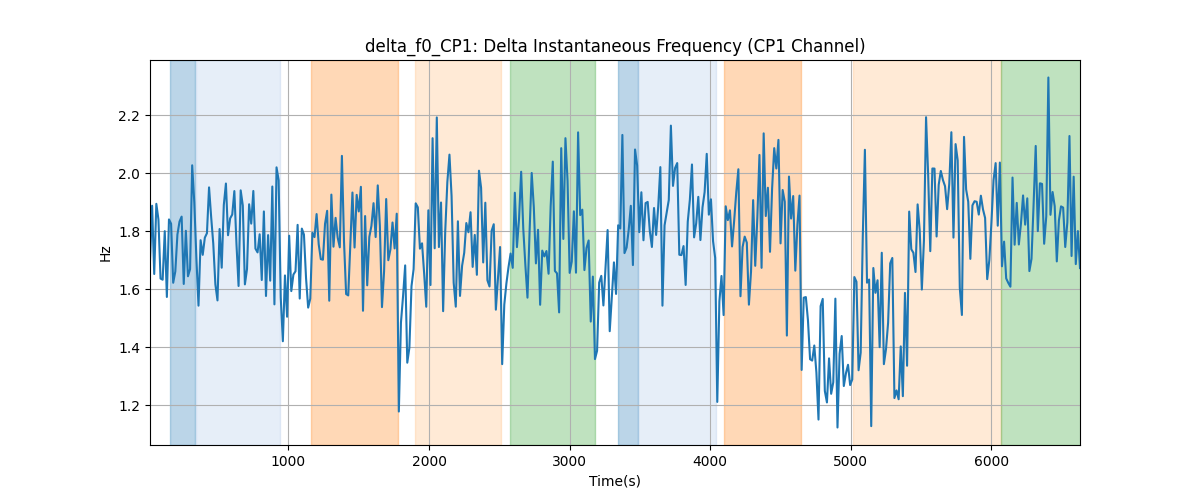 delta_f0_CP1: Delta Instantaneous Frequency (CP1 Channel)
Hz
2.2
2.0
1.8
1.6
1.4
1.2
1000 2000 3000 4000 5000 6000
Time(s)